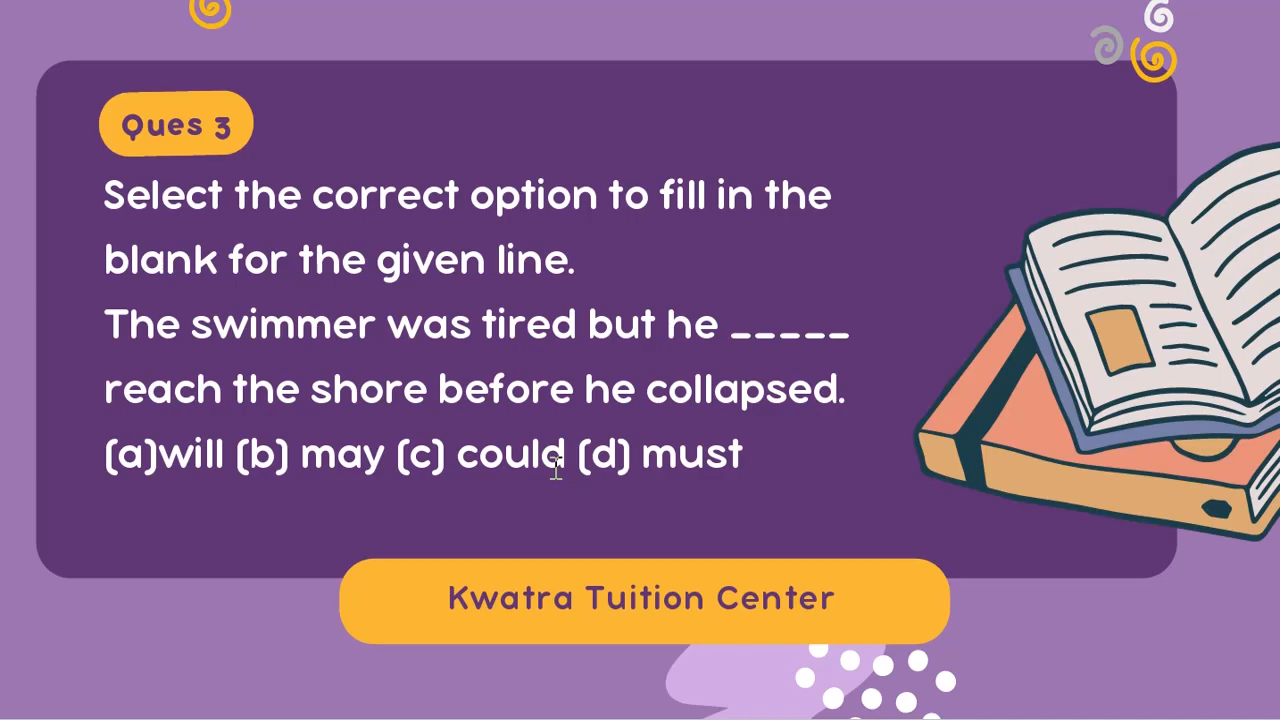 Ques 3
Select the correct option to fill in the
blank for the given line.
The swimmer was tired but he _____
reach the shore before he collapsed.
(a)will (b) may (c) could (d) must
Kwatra Tuition Center